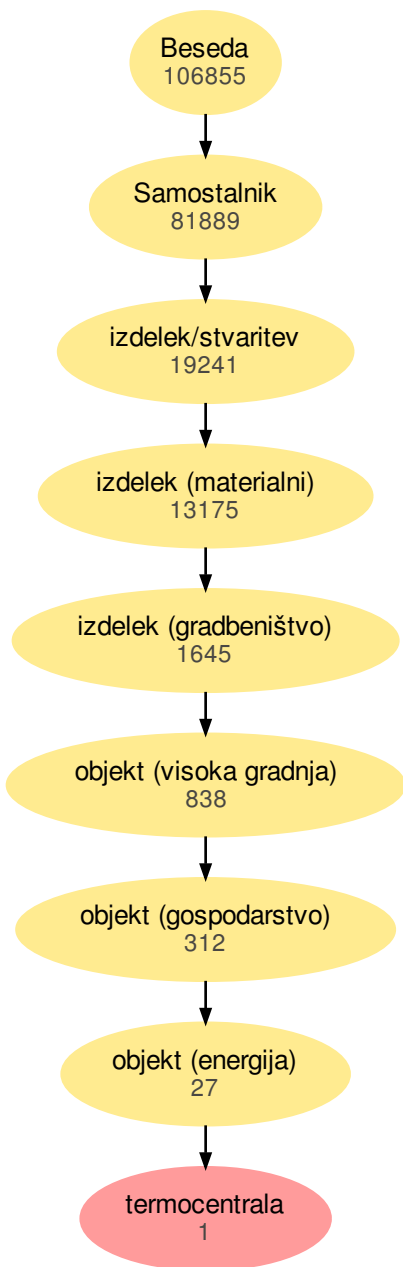 Beseda
106855
Samostalnik
81889
izdelek/stvaritev
19241
izdelek (materialni)
13175
izdelek (gradbeništvo)
1645
objekt (visoka gradnja)
838
objekt (gospodarstvo)
312
objekt (energija)
27
termocentrala
1